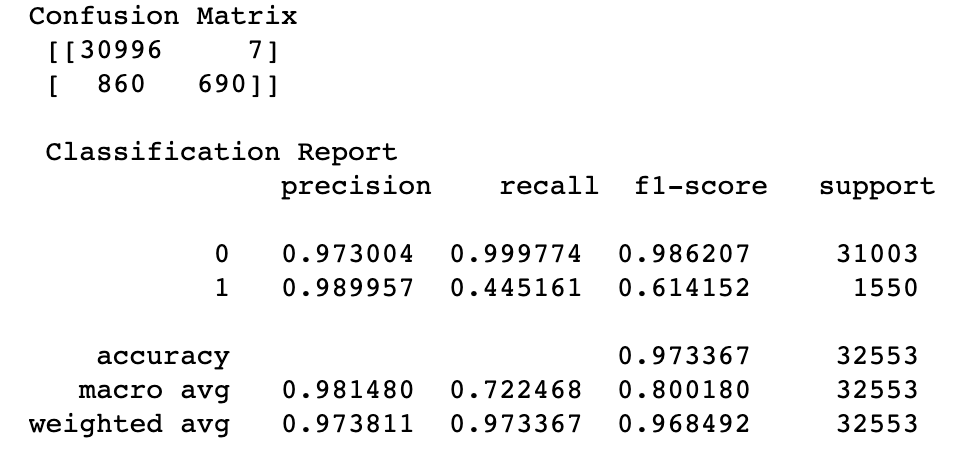 Confusion Matrix
[[30996     7]
[  860   690]]
Classification Report
precision    recall  f1-score   support
0   0.973004  0.999774  0.986207     31003
1   0.989957  0.445161  0.614152      1550
accuracy                       0.973367     32553
macro avg   0.981480  0.722468  0.800180     32553
weighted avg   0.973811  0.973367  0.968492     32553